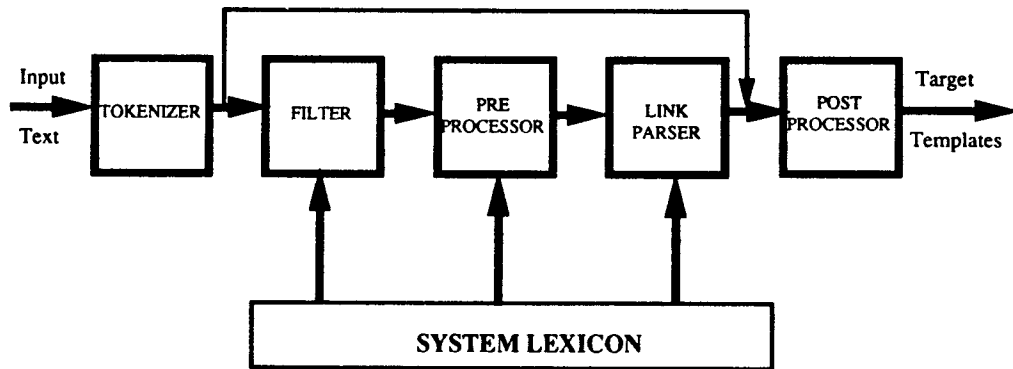 Input
Text
TOKENIZER
FILTER
PRE
PROCESSOR
LINK
PARSER
POST
PROCESSOR
Target
Templates
SYSTEM LEXICON